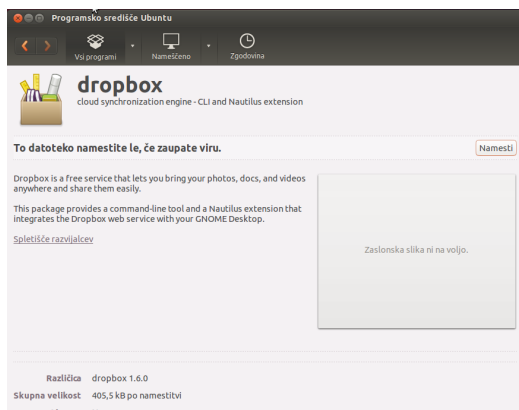 Programsko središče Ubuntu
Vsi programi
Nameščeno
Zgodovina
dropbox
cloud synchronization engine - CLI and Nautilus extension
To datoteko namestite le, če zaupate viru.
Namesti
Dropbox is a free service that lets you bring your photos, docs, and videos
anywhere and share them easily.
This package provides a command-line tool and a Nautilus extension that
integrates the Dropbox web service with your GNOME Desktop.
Spletišče razvijalcev
Zaslonska slika ni na voljo.
Različica dropbox 1.6.0
Skupna velikost 405,5 kB po namestitvi